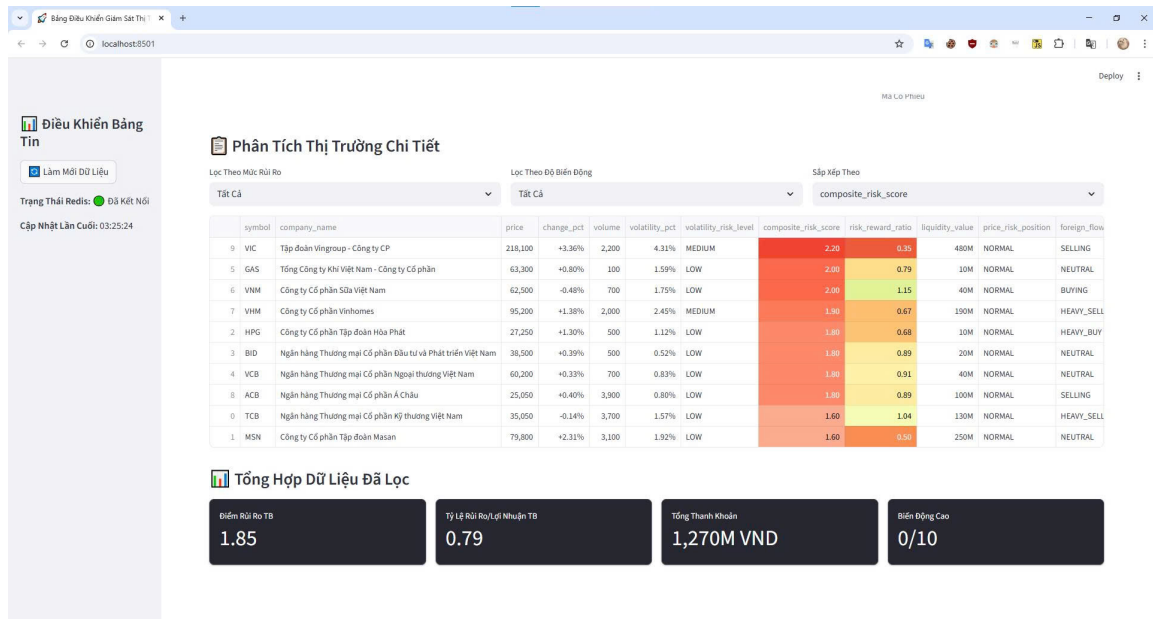 Bảng Điều Khiển Giám Sát Thị T
localhost:8501
Deploy
Mã Cổ Phiếu
Điều Khiển Bảng
Tin
Làm Mới Dữ Liệu
Trạng Thái Redis: Đã Kết Nối
Cập Nhật Lần Cuối: 03:25:24
Phân Tích Thị Trường Chi Tiết
Lọc Theo Mức Rủi Ro Lọc Theo Độ Biến Động Sắp Xếp Theo
Tất Cả Tất Cả composite_risk_score
symbol company_name price change_pct volume volatility_pct volatility_risk_level composite_risk_score risk_reward_ratio liquidity_value price_risk_position foreign_flow
9 VIC Tập đoàn Vingroup - Công ty CP 218,100 +3.36% 2,200 4.31% MEDIUM 2.20 0.35 480M NORMAL SELLING
5 GAS Tổng Công ty Khí Việt Nam - Công ty Cổ phần 63,300 +0.80% 100 1.59% LOW 2.00 0.79 10M NORMAL NEUTRAL
6 VNM Công ty Cổ phần Sữa Việt Nam 62,500 -0.48% 700 1.75% LOW 2.00 1.15 40M NORMAL BUYING
7 VHM Công ty Cổ phần Vinhomes 95,200 +1.38% 2,000 2.45% MEDIUM 1.90 0.67 190M NORMAL HEAVY_SELL
2 HPG Công ty Cổ phần Tập đoàn Hòa Phát 27,250 +1.30% 500 1.12% LOW 1.80 0.68 10M NORMAL HEAVY_BUY
3 BID Ngân hàng Thương mại Cổ phần Đầu tư và Phát triển Việt Nam 38,500 +0.39% 500 0.52% LOW 1.80 0.89 20M NORMAL NEUTRAL
4 VCB Ngân hàng Thương mại Cổ phần Ngoại thương Việt Nam 60,200 +0.33% 700 0.83% LOW 1.80 0.91 40M NORMAL NEUTRAL
8 ACB Ngân hàng Thương mại Cổ phần Á Châu 25,050 +0.40% 3,900 0.80% LOW 1.80 0.89 100M NORMAL SELLING
0 TCB Ngân hàng Thương mại Cổ phần Kỹ thương Việt Nam 35,050 -0.14% 3,700 1.57% LOW 1.60 1.04 130M NORMAL HEAVY_SELL
1 MSN Công ty Cổ phần Tập đoàn Masan 79,800 +2.31% 3,100 1.92% LOW 1.60 0.50 250M NORMAL NEUTRAL
Tổng Hợp Dữ Liệu Đã Lọc
Điểm Rủi Ro TB Tỷ Lệ Rủi Ro/Lợi Nhuận TB Tổng Thanh Khoản Biến Động Cao
1.85 0.79 1,270M VND 0/10